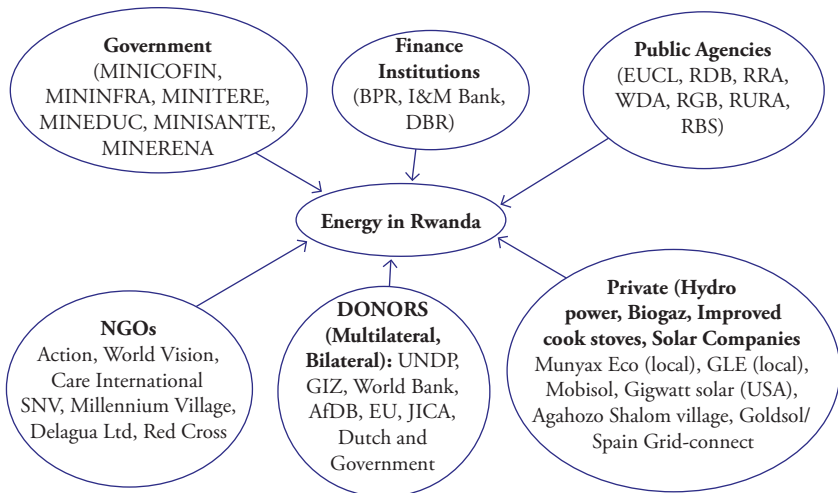 Government
(MINICOFIN,
MININFRA, MINITERE,
MINEDUC, MINISANTE,
MINERENA
Finance
Institutions
(BPR, I&M Bank,
DBR)
Public Agencies
(EUCL, RDB, RRA,
WDA, RGB, RURA,
RBS)
Energy in Rwanda
NGOs
Action, World Vision,
Care International
SNV, Millennium Village,
Delagua Ltd, Red Cross
DONORS
(Multilateral,
Bilateral): UNDP,
GIZ, World Bank,
AfDB, EU, JICA,
Dutch and
Government
Private (Hydro
power, Biogaz, Improved
cook stoves, Solar Companies
Munyax Eco (local), GLE (local),
Mobisol, Gigwatt solar (USA),
Agahozo Shalom village, Goldsol/
Spain Grid-connect